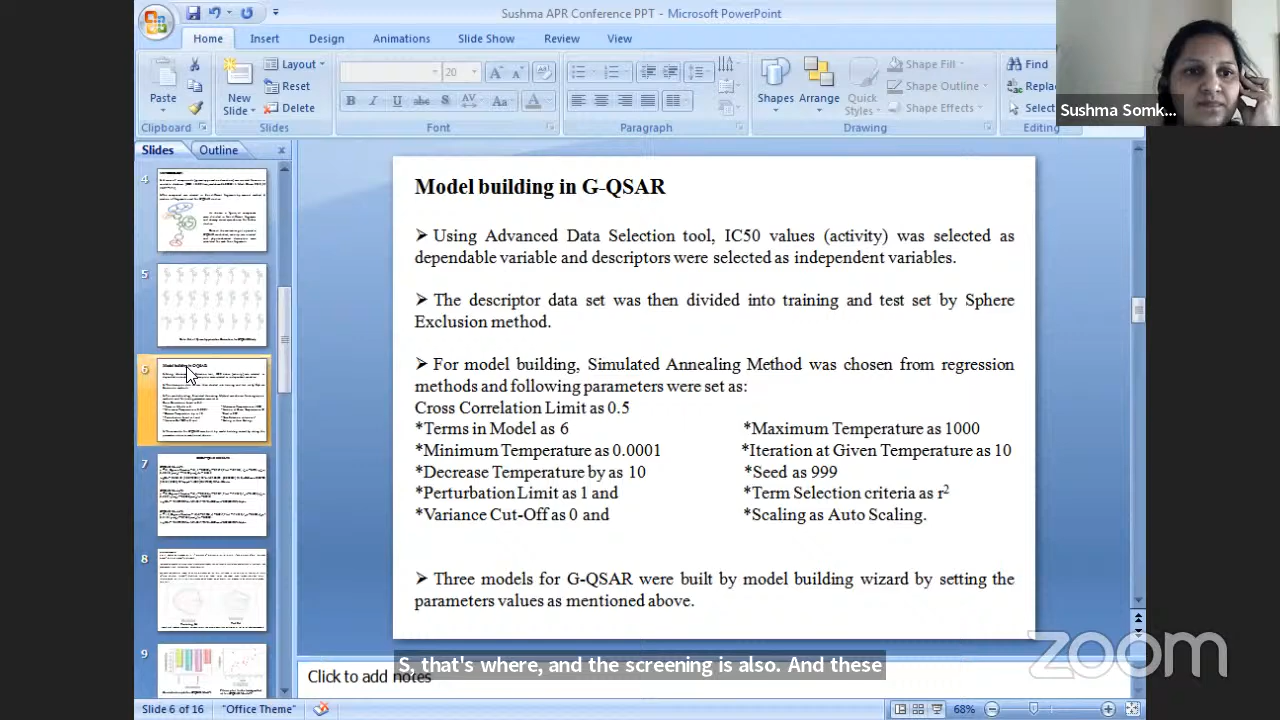 Sushma APR Conference PPT - Microsoft PowerPoint
Home Insert Design Animations Slide Show Review View
Layout
Shape Fill
Find
Reset
Shape Outline
Paste New Slide Delete Shapes Arrange Quick Styles Shape Effects Select
20
B I U abc S AV Aa A
Clipboard Slides Font Paragraph Drawing Editing
Sushma Somk...
Slides Outline
4
5
6
7
8
9
Model building in G-QSAR
➢ Using Advanced Data Selection tool, IC50 values (activity) was selected as
dependable variable and descriptors were selected as independent variables.
➢ The descriptor data set was then divided into training and test set by Sphere
Exclusion method.
➢ For model building, Simulated Annealing Method was chosen from regression
methods and following parameters were set as:
Cross Correlation Limit as 0.5,
*Terms in Model as 6 *Maximum Temperature as 1000
*Minimum Temperature as 0.0001 *Iteration at Given Temperature as 10
*Decrease Temperature by as 10 *Seed as 999
*Perturbation Limit as 1 and *Term Selection criteria as r²
*Variance Cut-Off as 0 and *Scaling as Auto Scaling.
➢ Three models for G-QSAR were built by model building wizard by setting the
parameters values as mentioned above.
zoom
S, that's where, and the screening is also. And these
Click to add notes
Slide 6 of 16 "Office Theme" 68%